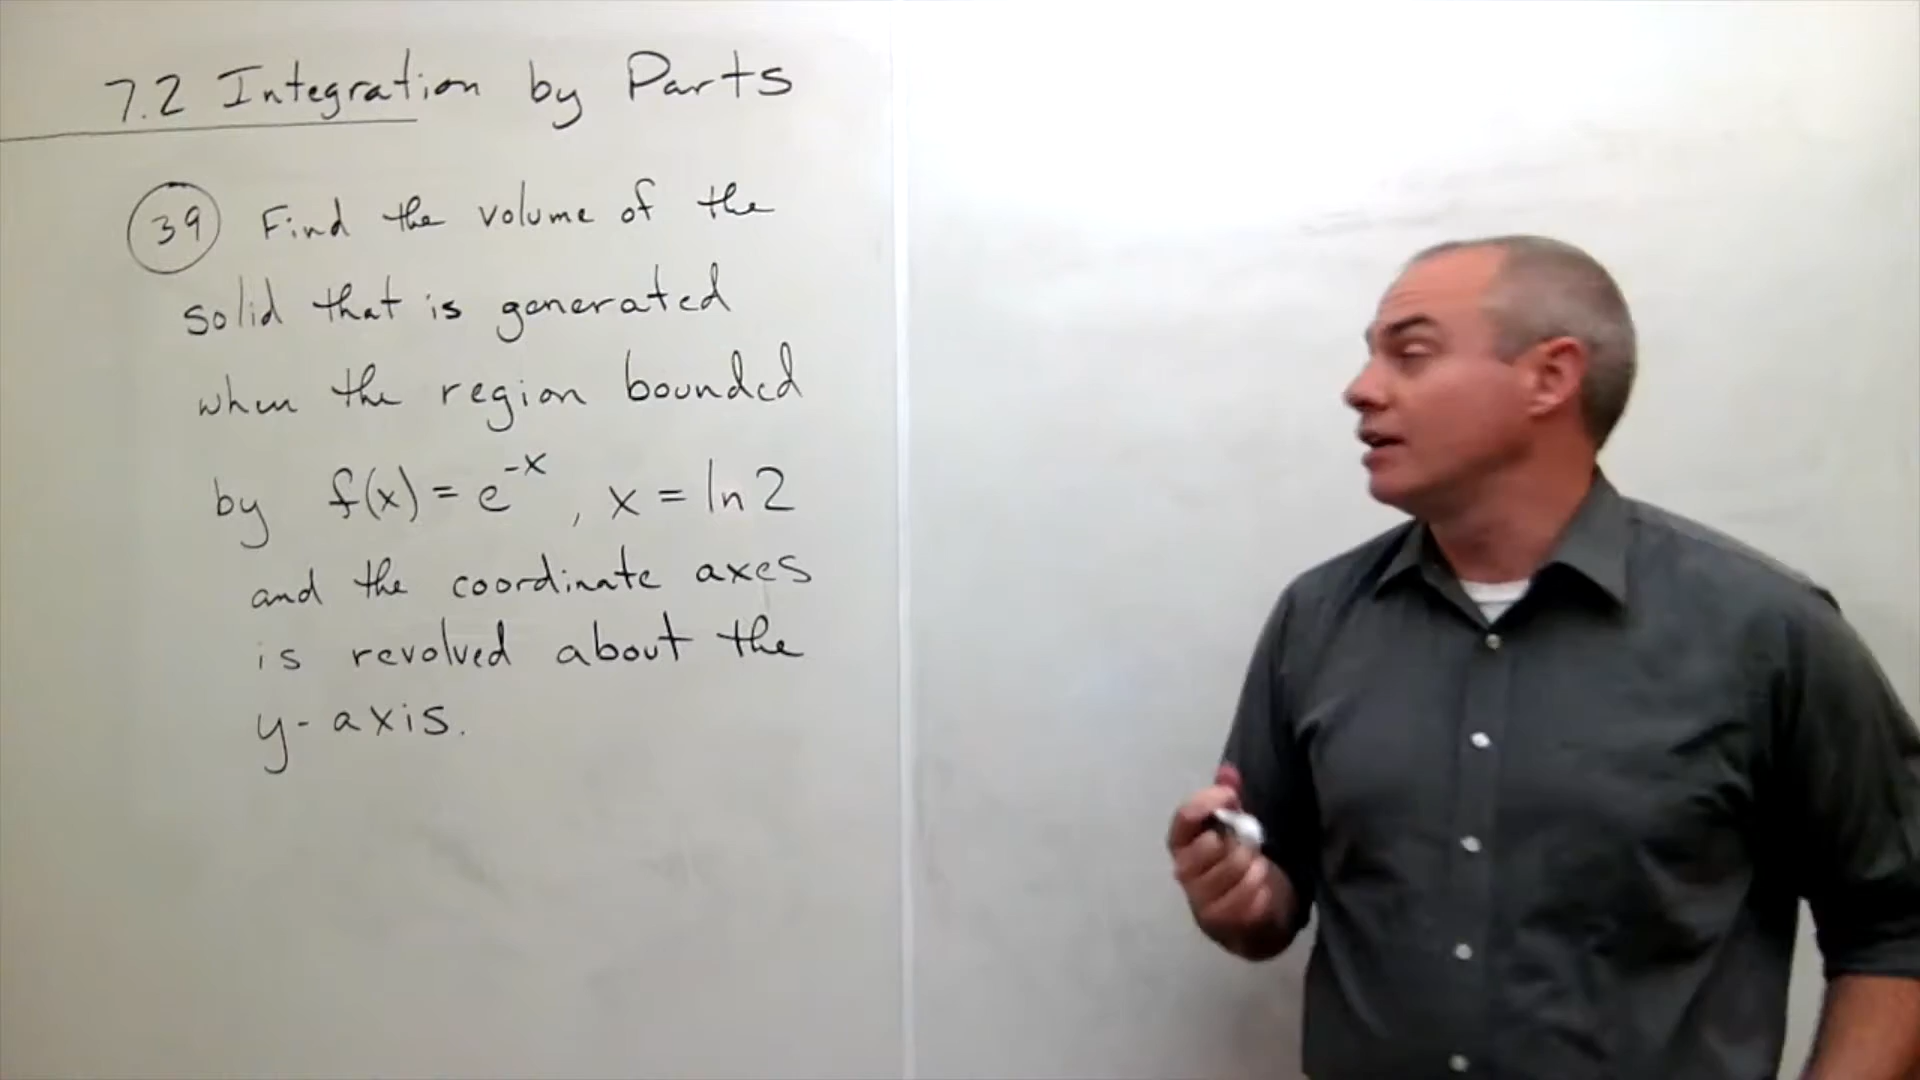 7.2 Integration by Parts
39 Find the volume of the
solid that is generated
when the region bounded
by f(x) = e^{-x}, x = ln 2
and the coordinate axes
is revolved about the
y-axis.